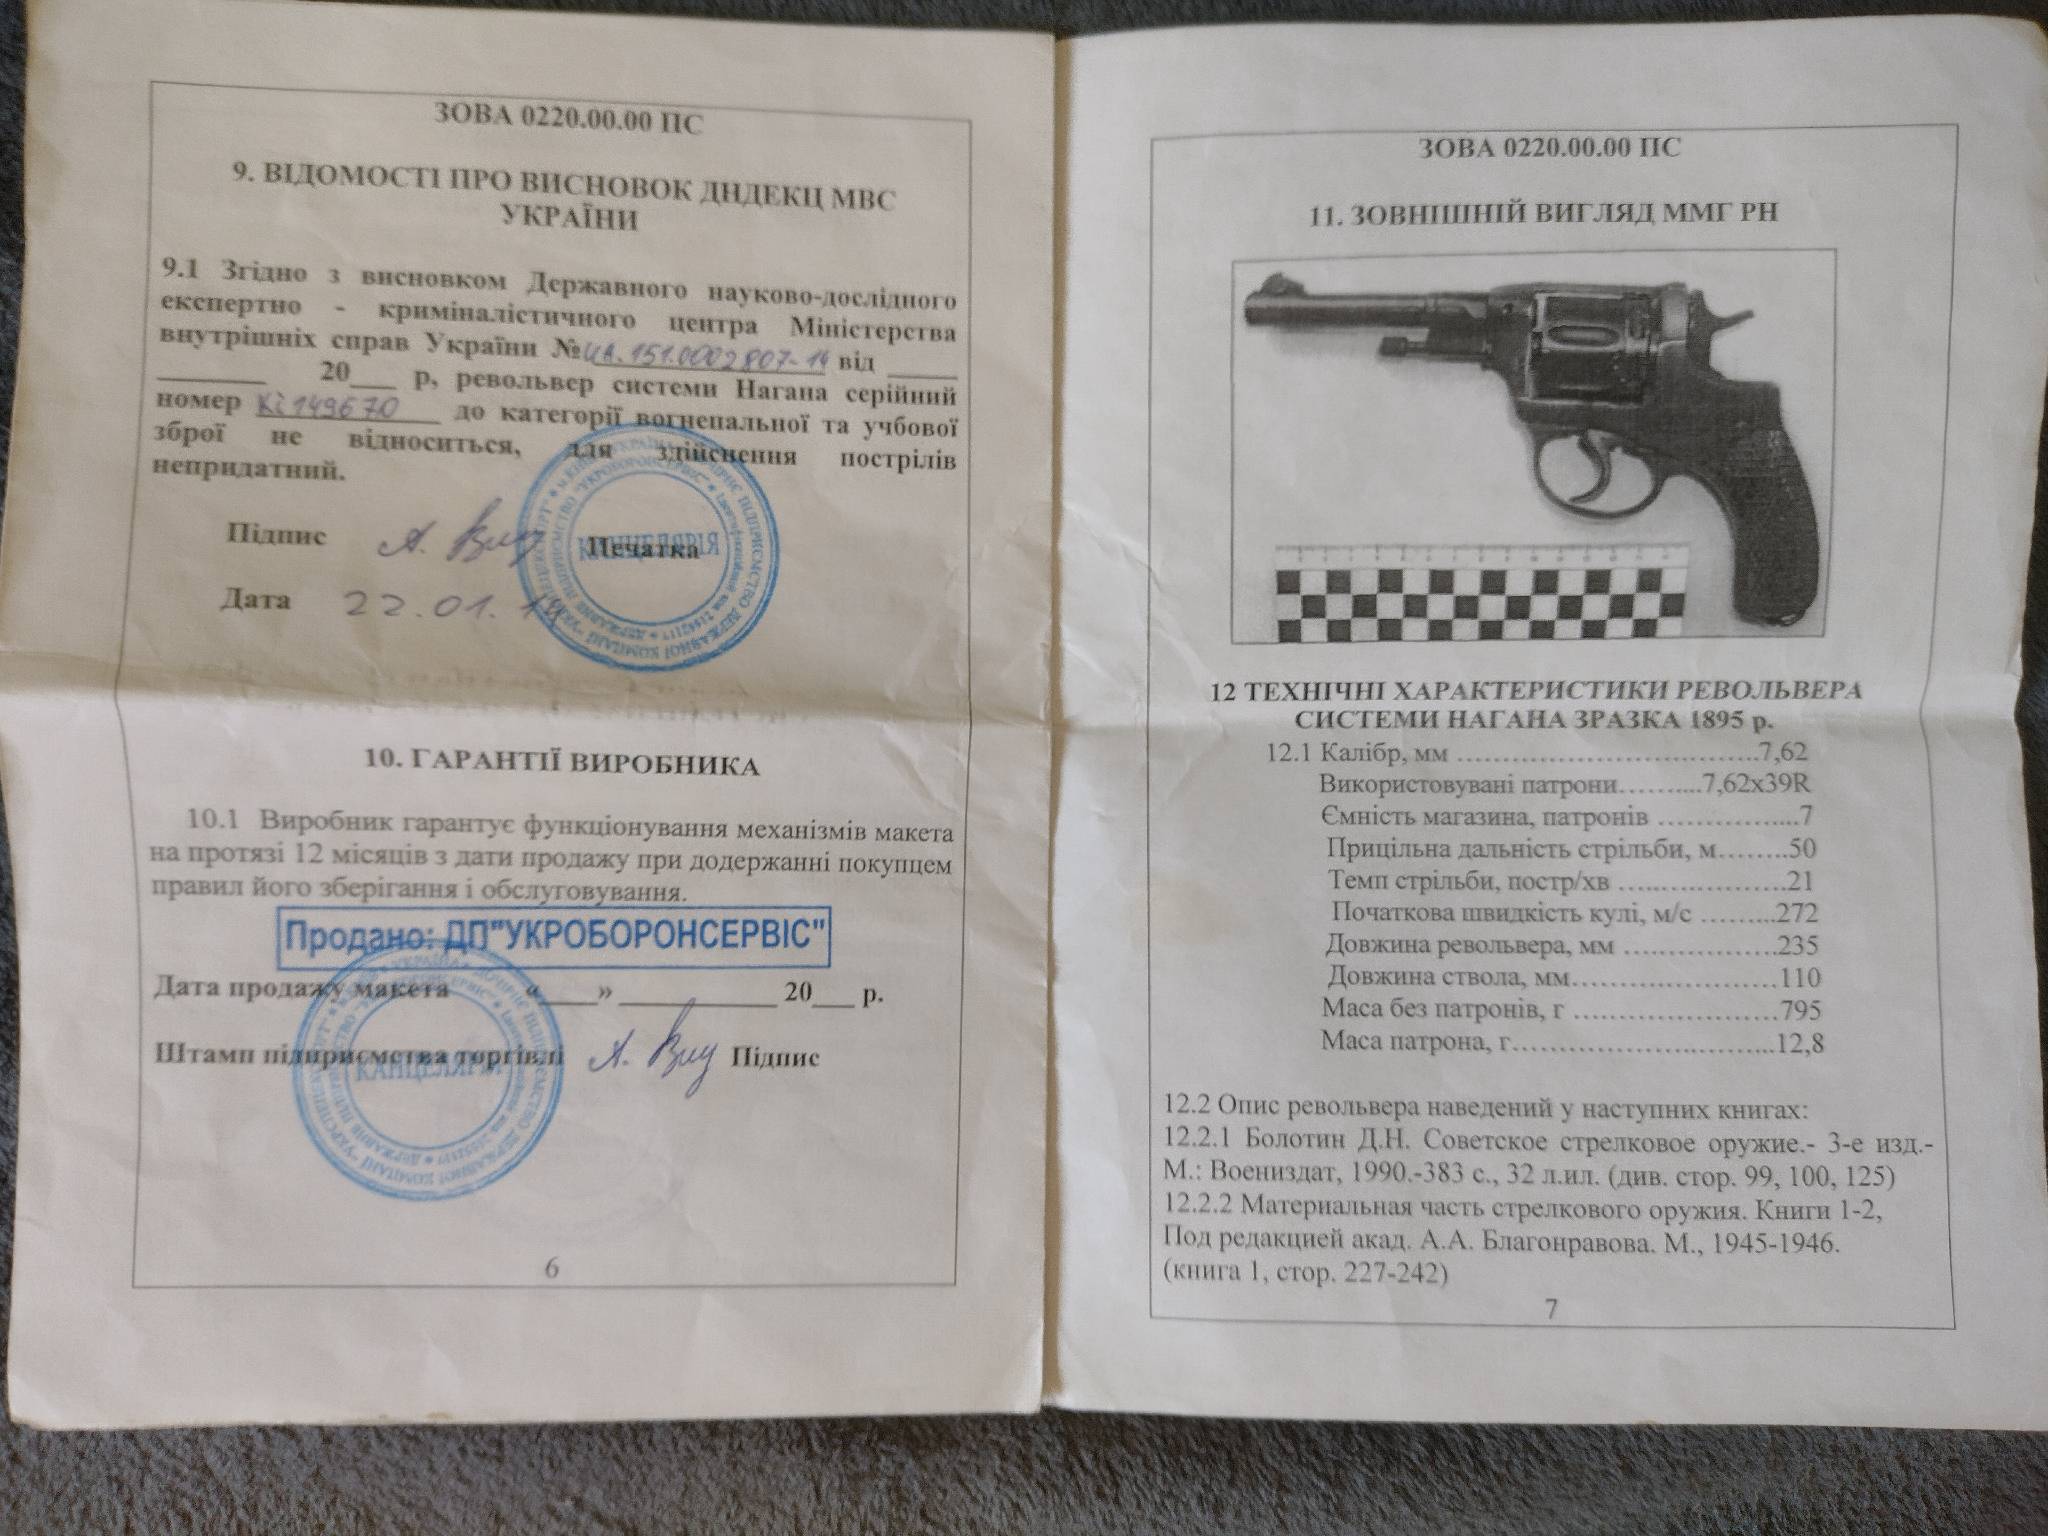 ЗОВА 0220.00.00 ПС
9. ВІДОМОСТІ ПРО ВИСНОВОК ДНДЕКЦ МВС
УКРАЇНИ
9.1 Згідно з висновком Державного науково-дослідного
експертно - криміналістичного центра Міністерства
внутрішніх справ України № 151.0002807-14 від ______
________ 20___ р, револьвер системи Нагана серійний
номер Кі149670 до категорії вогнепальної та учбової
зброї не відноситься, для здійснення пострілів
непридатний.
Підпис Печатка
КАНЦЕЛЯРІЯ
Дата 22.01.14
10. ГАРАНТІЇ ВИРОБНИКА
10.1 Виробник гарантує функціонування механізмів макета
на протязі 12 місяців з дати продажу при додержанні покупцем
правил його зберігання і обслуговування.
Продано: ДП"УКРОБОРОНСЕРВІС"
Дата продажу макета «____» ____________ 20___ р.
Штамп підприємства торгівлі Підпис
КАНЦЕЛЯРІЯ
6
ЗОВА 0220.00.00 ПС
11. ЗОВНІШНІЙ ВИГЛЯД ММГ РН
12 ТЕХНІЧНІ ХАРАКТЕРИСТИКИ РЕВОЛЬВЕРА
СИСТЕМИ НАГАНА ЗРАЗКА 1895 р.
12.1 Калібр, мм ……………………………..7,62
Використовувані патрони……....7,62х39R
Ємність магазина, патронів …………....7
Прицільна дальність стрільби, м……..50
Темп стрільби, постр/хв ……………….21
Початкова швидкість кулі, м/с ……...272
Довжина револьвера, мм ……………..235
Довжина ствола, мм……………………110
Маса без патронів, г …………………..795
Маса патрона, г………………………...12,8
12.2 Опис револьвера наведений у наступних книгах:
12.2.1 Болотин Д.Н. Советское стрелковое оружие.- 3-е изд.-
М.: Воениздат, 1990.-383 с., 32 л.ил. (див. стор. 99, 100, 125)
12.2.2 Материальная часть стрелкового оружия. Книги 1-2,
Под редакцией акад. А.А. Благонравова. М., 1945-1946.
(книга 1, стор. 227-242)
7